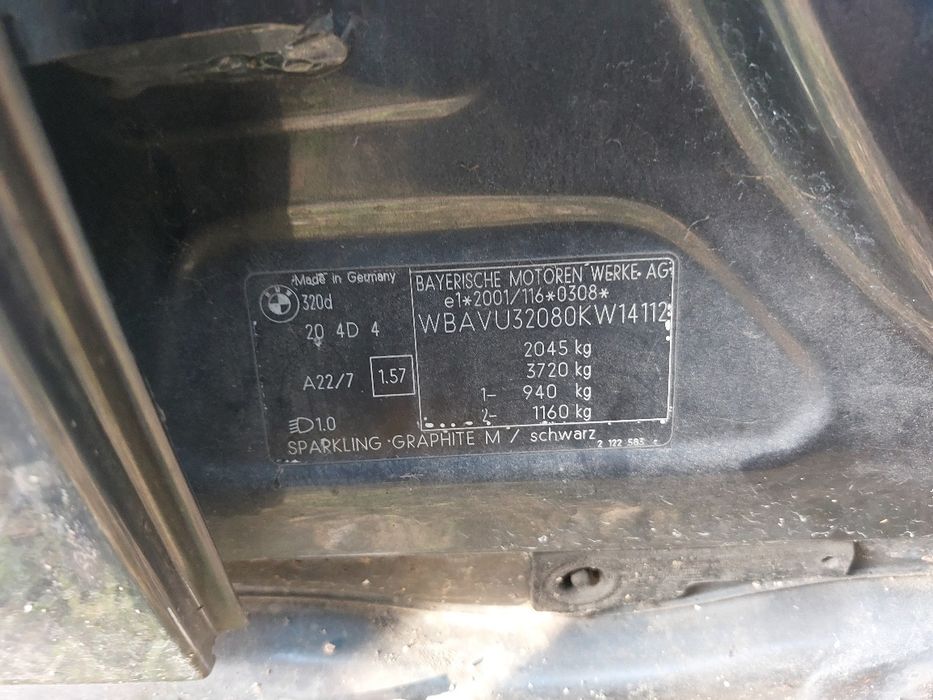 Made in Germany
BMW
320d
20 4D 4
A22/7 1.57
1.0
BAYERISCHE MOTOREN WERKE AG
e1*2001/116*0308*
WBAVU32080KW14112
2045 kg
3720 kg
1- 940 kg
2- 1160 kg
SPARKLING GRAPHITE M / schwarz
2 122 583